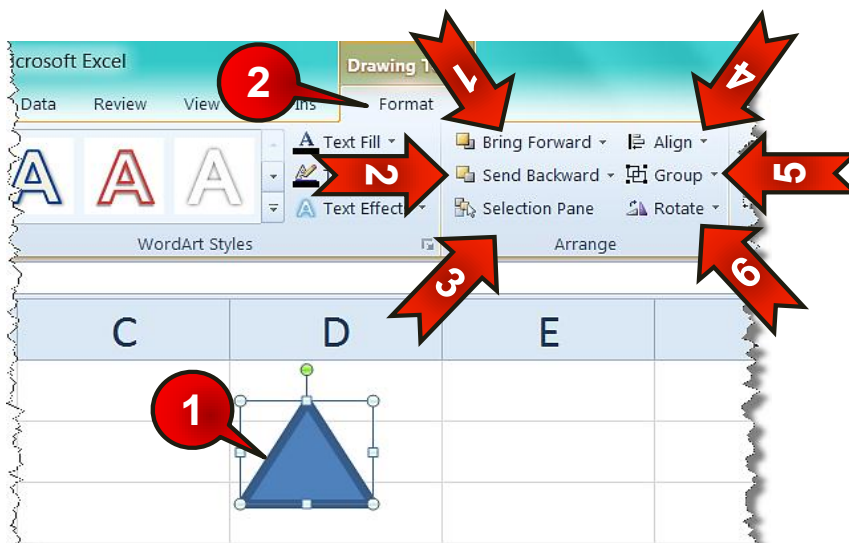 icrosoft Excel
Drawing T
Data Review View Ins Format
2
1
4
A A A
Text Fill
Bring Forward Align
T
2
Send Backward Group
5
Text Effect
Selection Pane Rotate
WordArt Styles Arrange
3
6
C D E
1